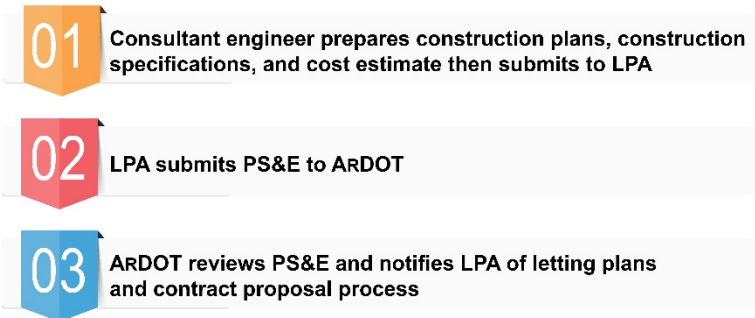 01
Consultant engineer prepares construction plans, construction
specifications, and cost estimate then submits to LPA
02
LPA submits PS&E to ARDOT
03
ARDOT reviews PS&E and notifies LPA of letting plans
and contract proposal process